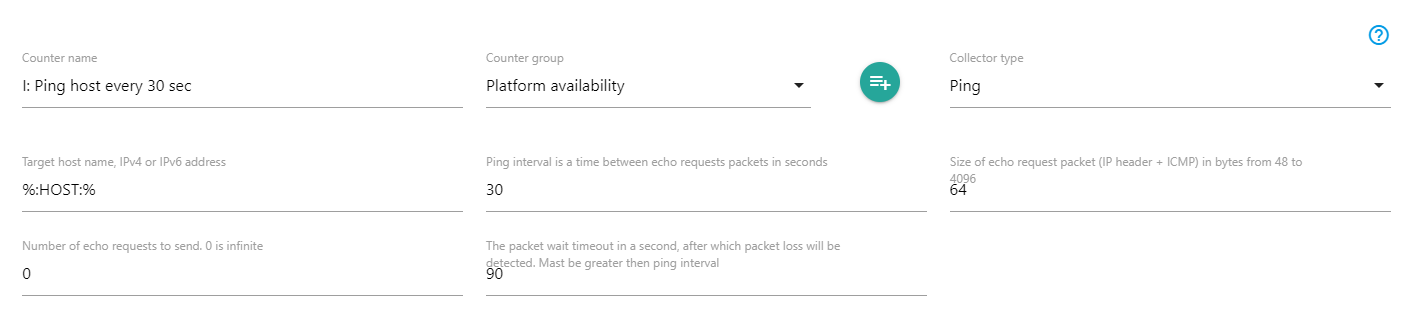 Counter name
Counter group
Collector type
I: Ping host every 30 sec
Platform availability
Ping
Target host name, IPv4 or IPv6 address
Ping interval is a time between echo requests packets in seconds
Size of echo request packet (IP header + ICMP) in bytes from 48 to
4096
%:HOST:%
30
64
Number of echo requests to send. 0 is infinite
The packet wait timeout in a second, after which packet loss will be
detected. Mast be greater then ping interval
0
90